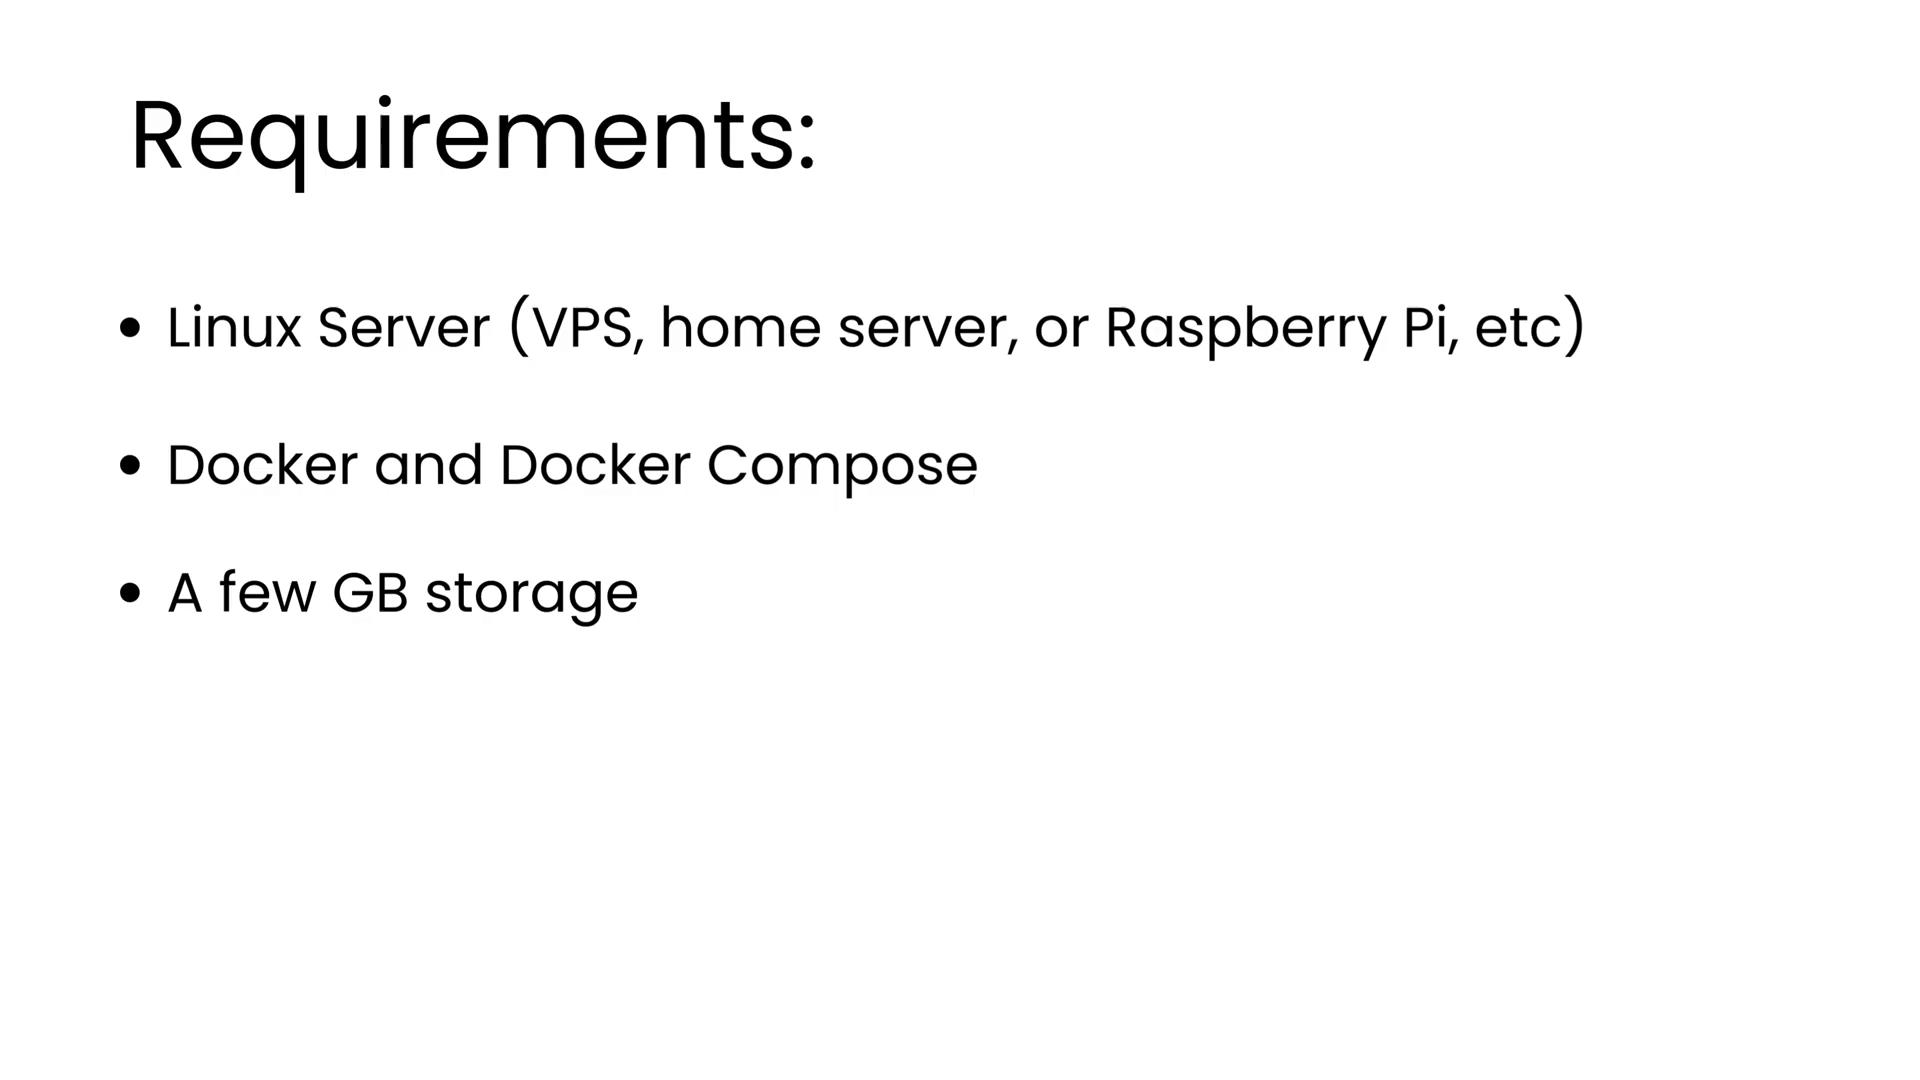 Requirements:
• Linux Server (VPS, home server, or Raspberry Pi, etc)
• Docker and Docker Compose
• A few GB storage